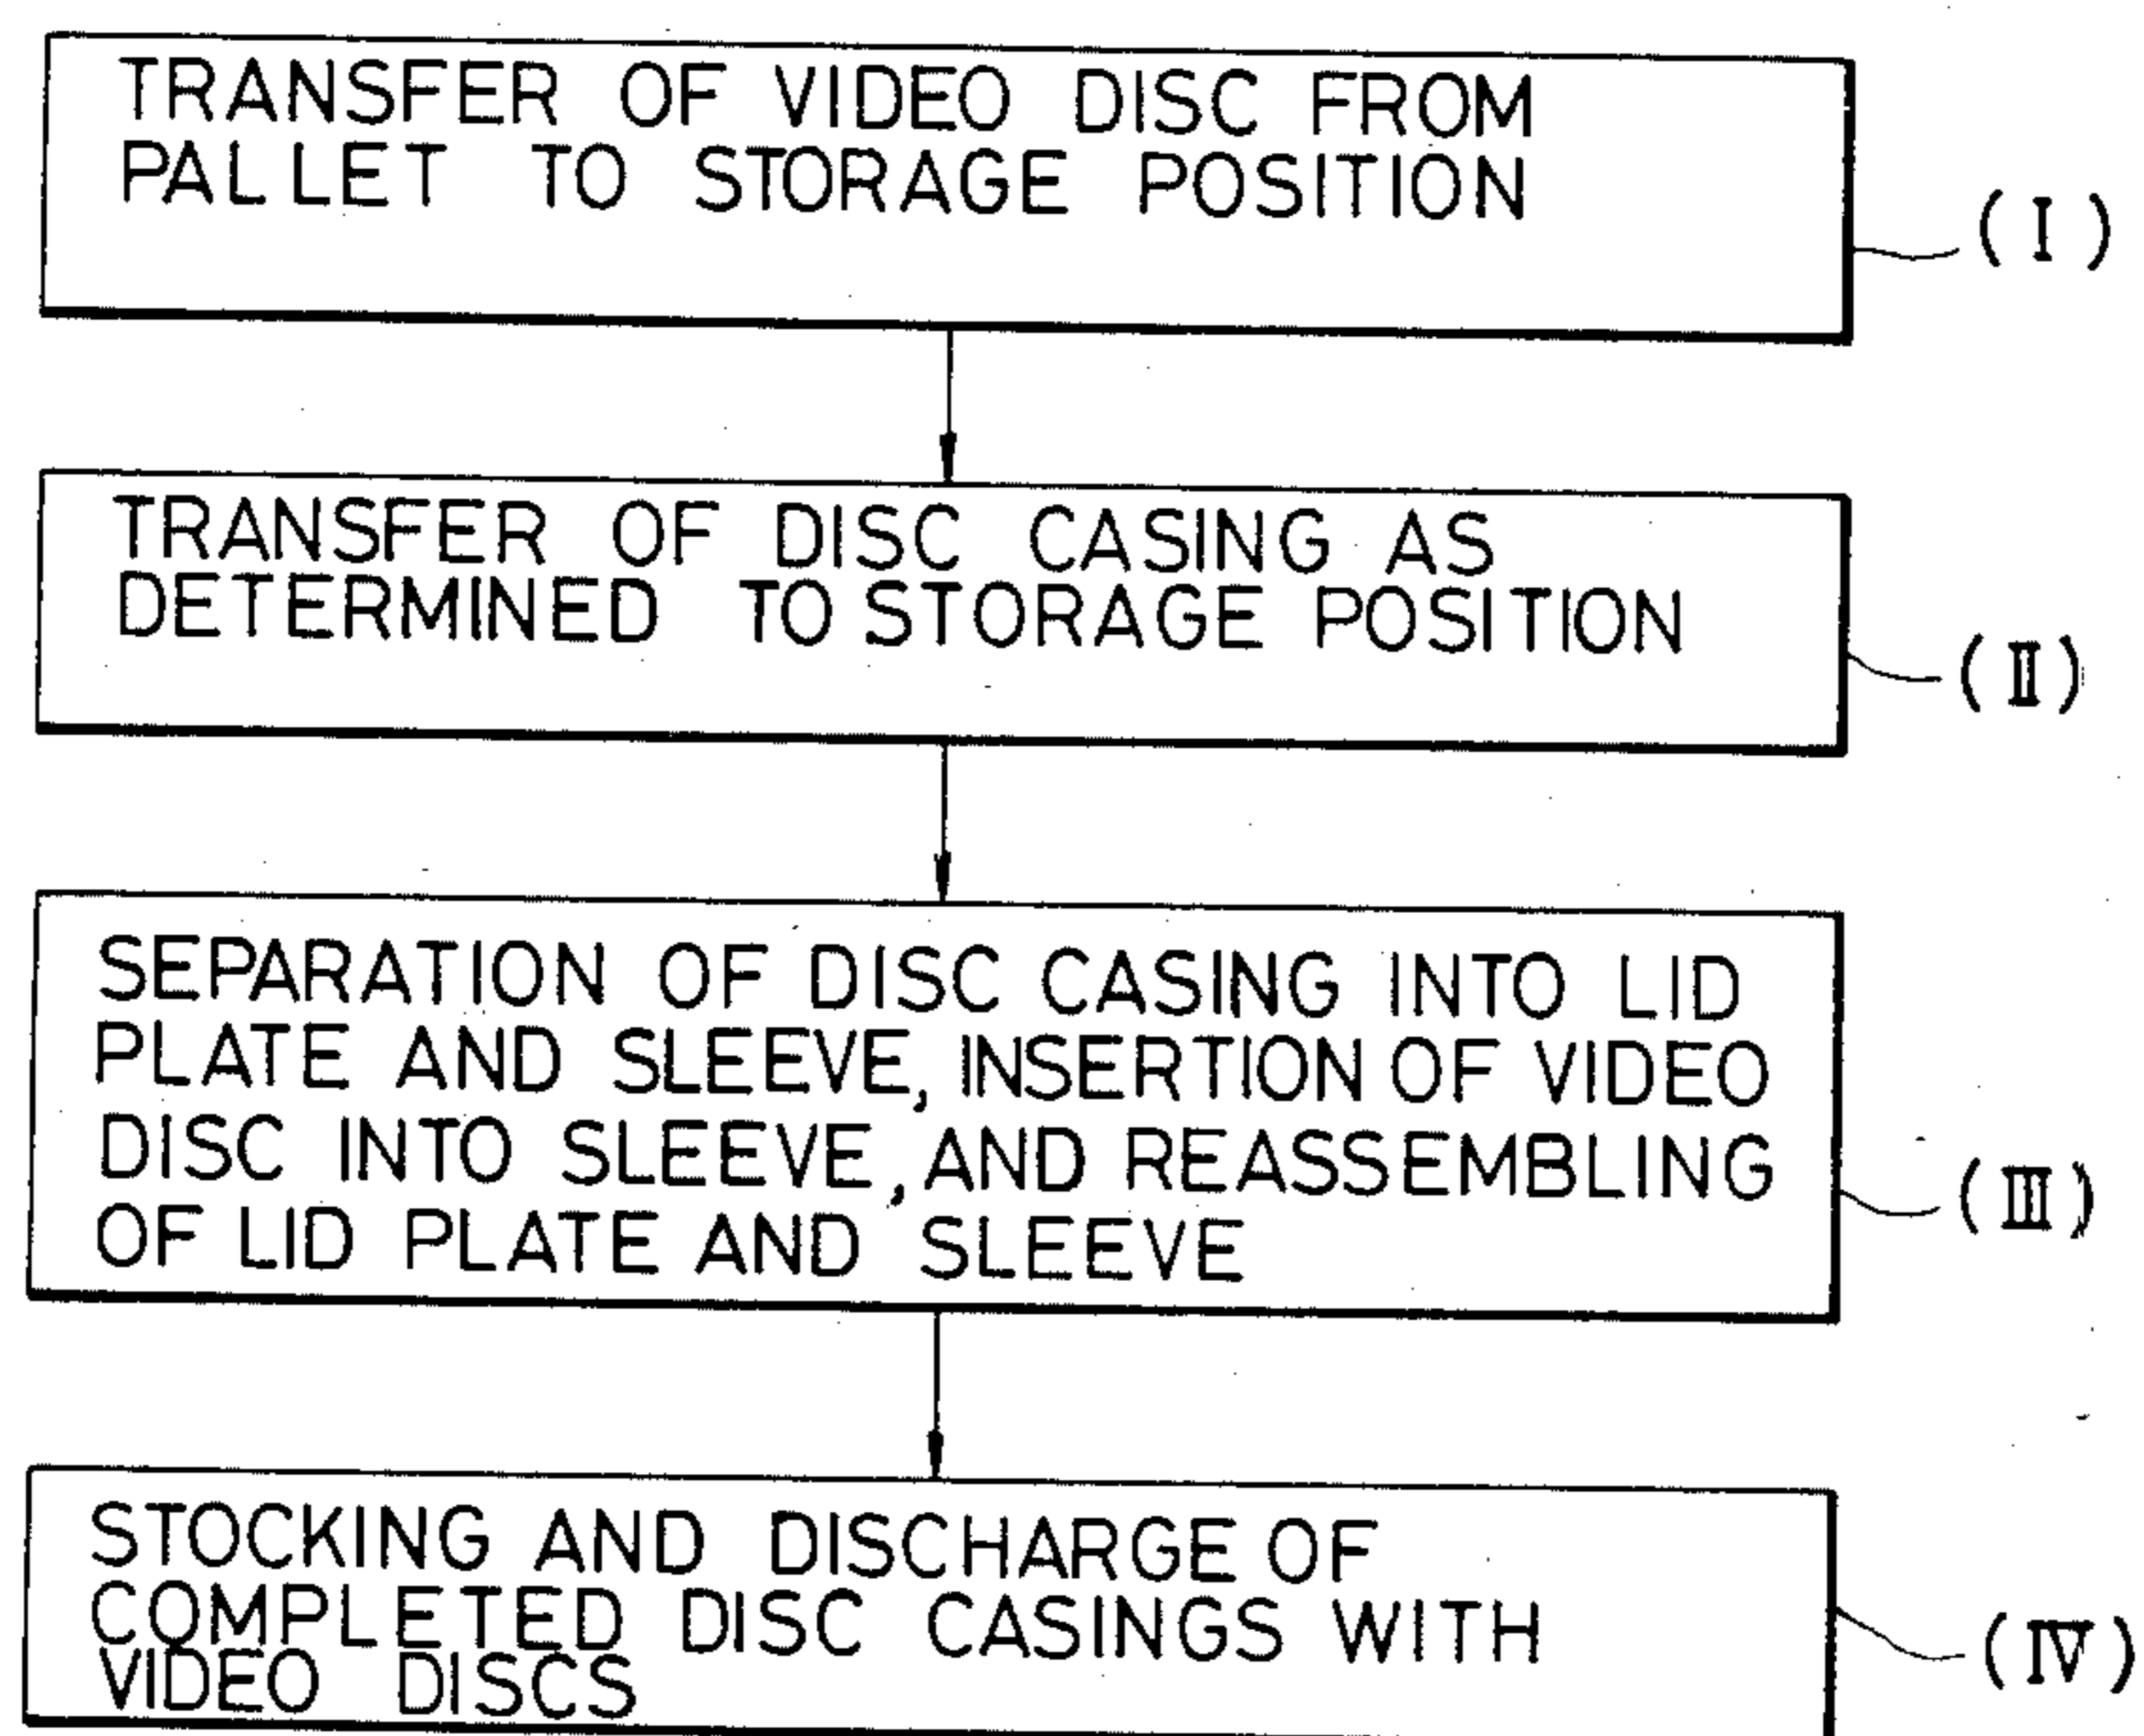 TRANSFER OF VIDEO DISC FROM
PALLET TO STORAGE POSITION
(I)
TRANSFER OF DISC CASING AS
DETERMINED TO STORAGE POSITION
(II)
SEPARATION OF DISC CASING INTO LID
PLATE AND SLEEVE, INSERTION OF VIDEO
DISC INTO SLEEVE, AND REASSEMBLING
OF LID PLATE AND SLEEVE
(III)
STOCKING AND DISCHARGE OF
COMPLETED DISC CASINGS WITH
VIDEO DISCS
(IV)